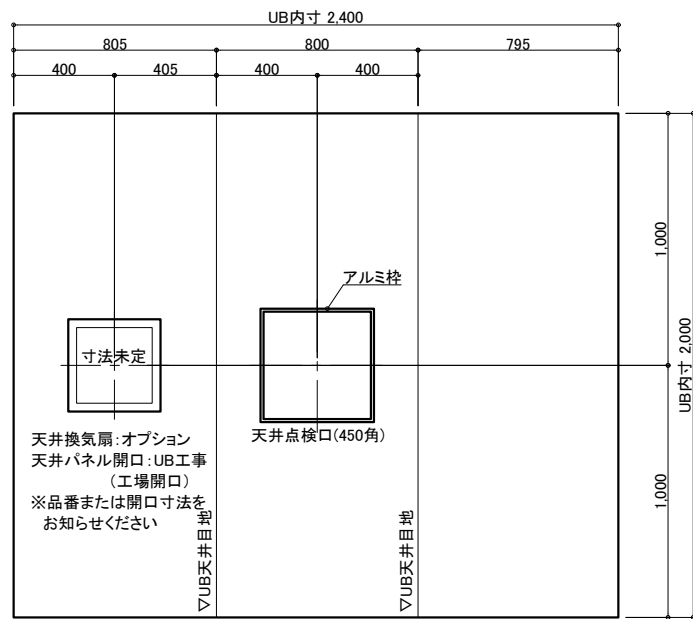 UB内寸 2,400
805 800 795
400 405 400 400
1,000
アルミ枠
寸法未定
UB内寸 2,000
天井換気扇:オプション
天井パネル開口:UB工事
(工場開口)
※品番または開口寸法を
お知らせください
天井点検口(450角)
1,000
▽UB天井目地
▽UB天井目地